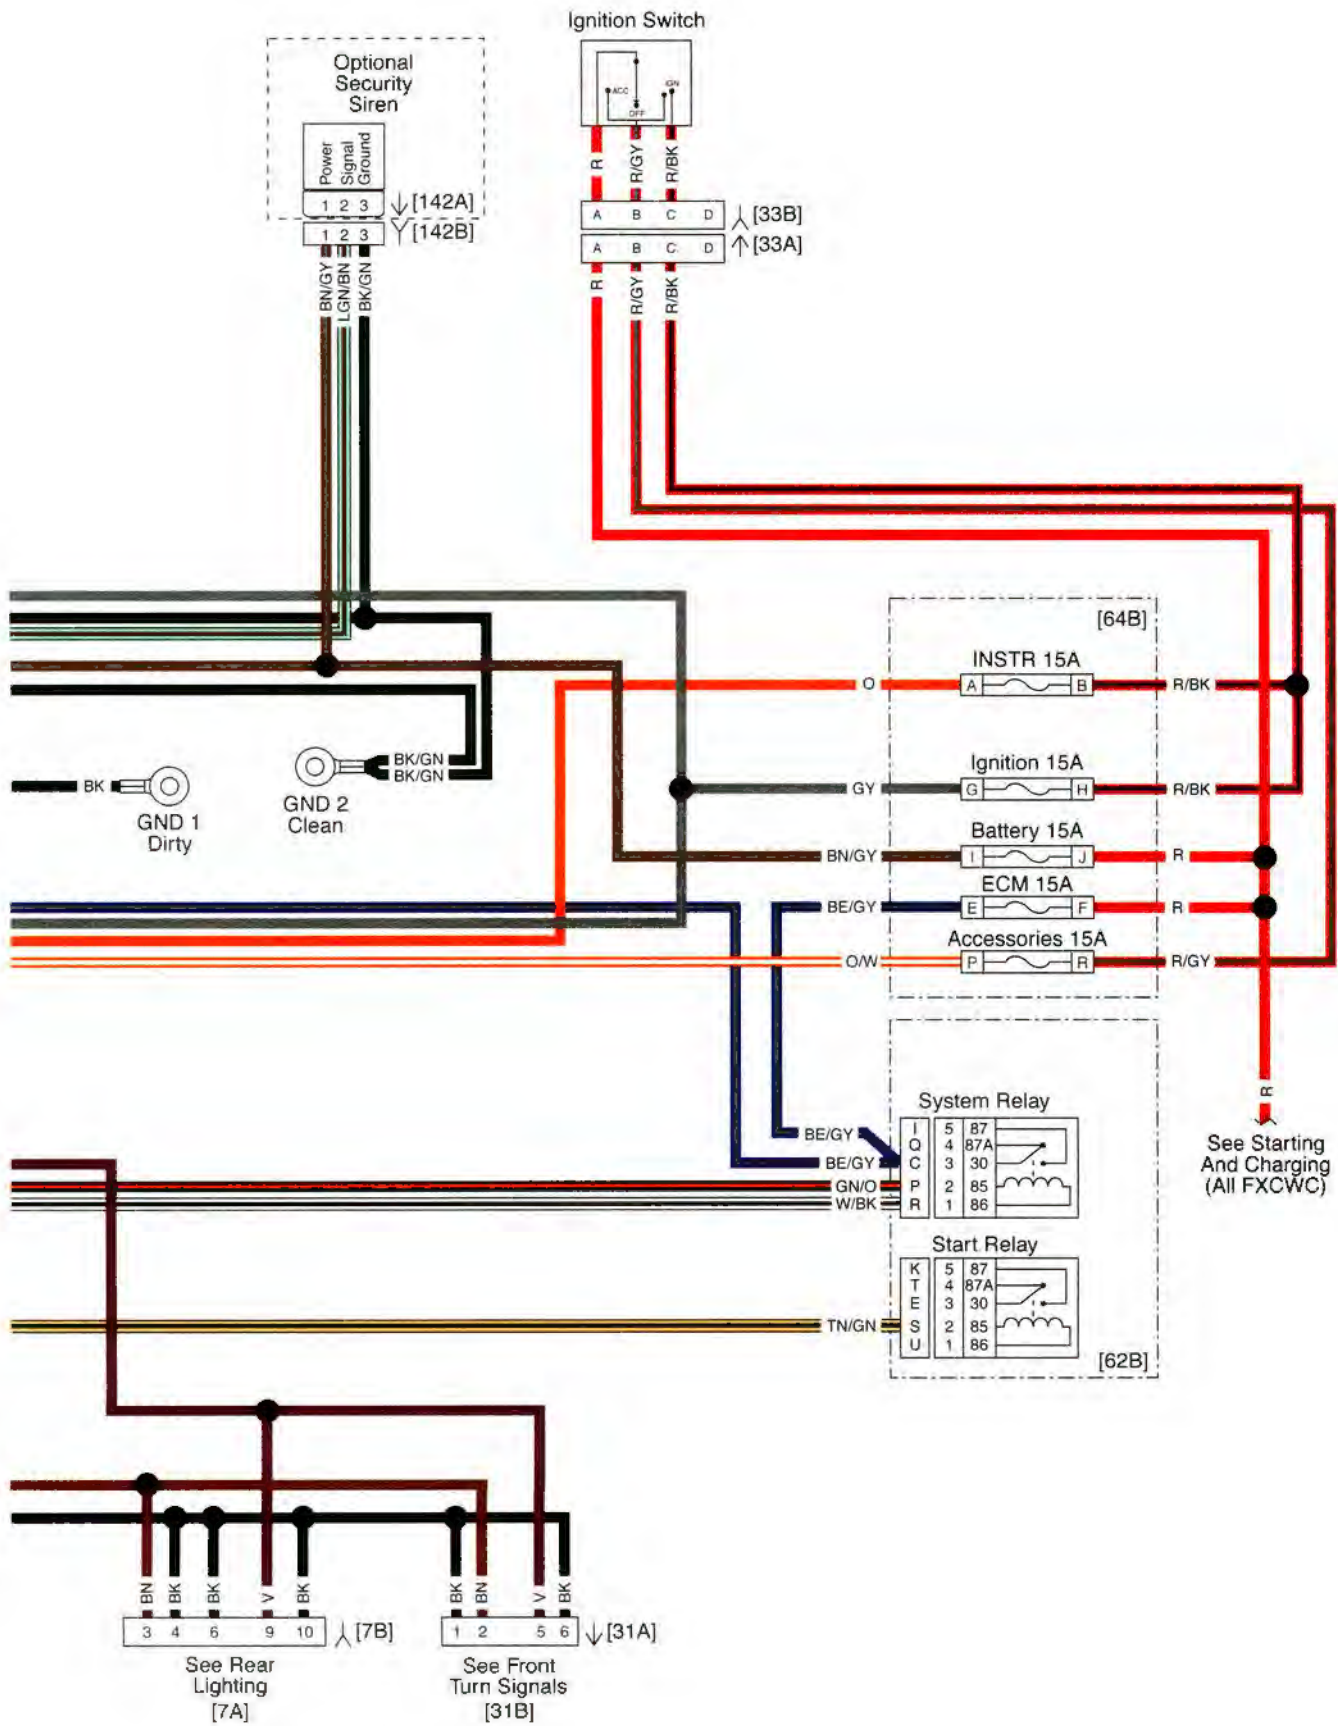 Ignition Switch
ACC
IGN
OFF
R
R/GY
R/BK
A B C D [33B]
A B C D [33A]
R
R/GY
R/BK
Optional
Security
Siren
Power
Signal
Ground
1 2 3 [142A]
1 2 3 [142B]
BN/GY
LGN/BN
BK/GN
[64B]
INSTR 15A
O A B R/BK
Ignition 15A
GY G H R/BK
Battery 15A
BN/GY I J R
ECM 15A
BE/GY E F R
Accessories 15A
O/W P R R/GY
BK/GN
BK/GN
GND 2
Clean
BK
GND 1
Dirty
R
See Starting
And Charging
(All FXCWC)
System Relay
I 5 87
BE/GY Q 4 87A
BE/GY C 3 30
GN/O P 2 85
W/BK R 1 86
Start Relay
K 5 87
T 4 87A
E 3 30
TN/GN S 2 85
U 1 86
[62B]
BN BK BK V BK
3 4 6 9 10 [7B]
See Rear
Lighting
[7A]
BK BN V BK
1 2 5 6 [31A]
See Front
Turn Signals
[31B]